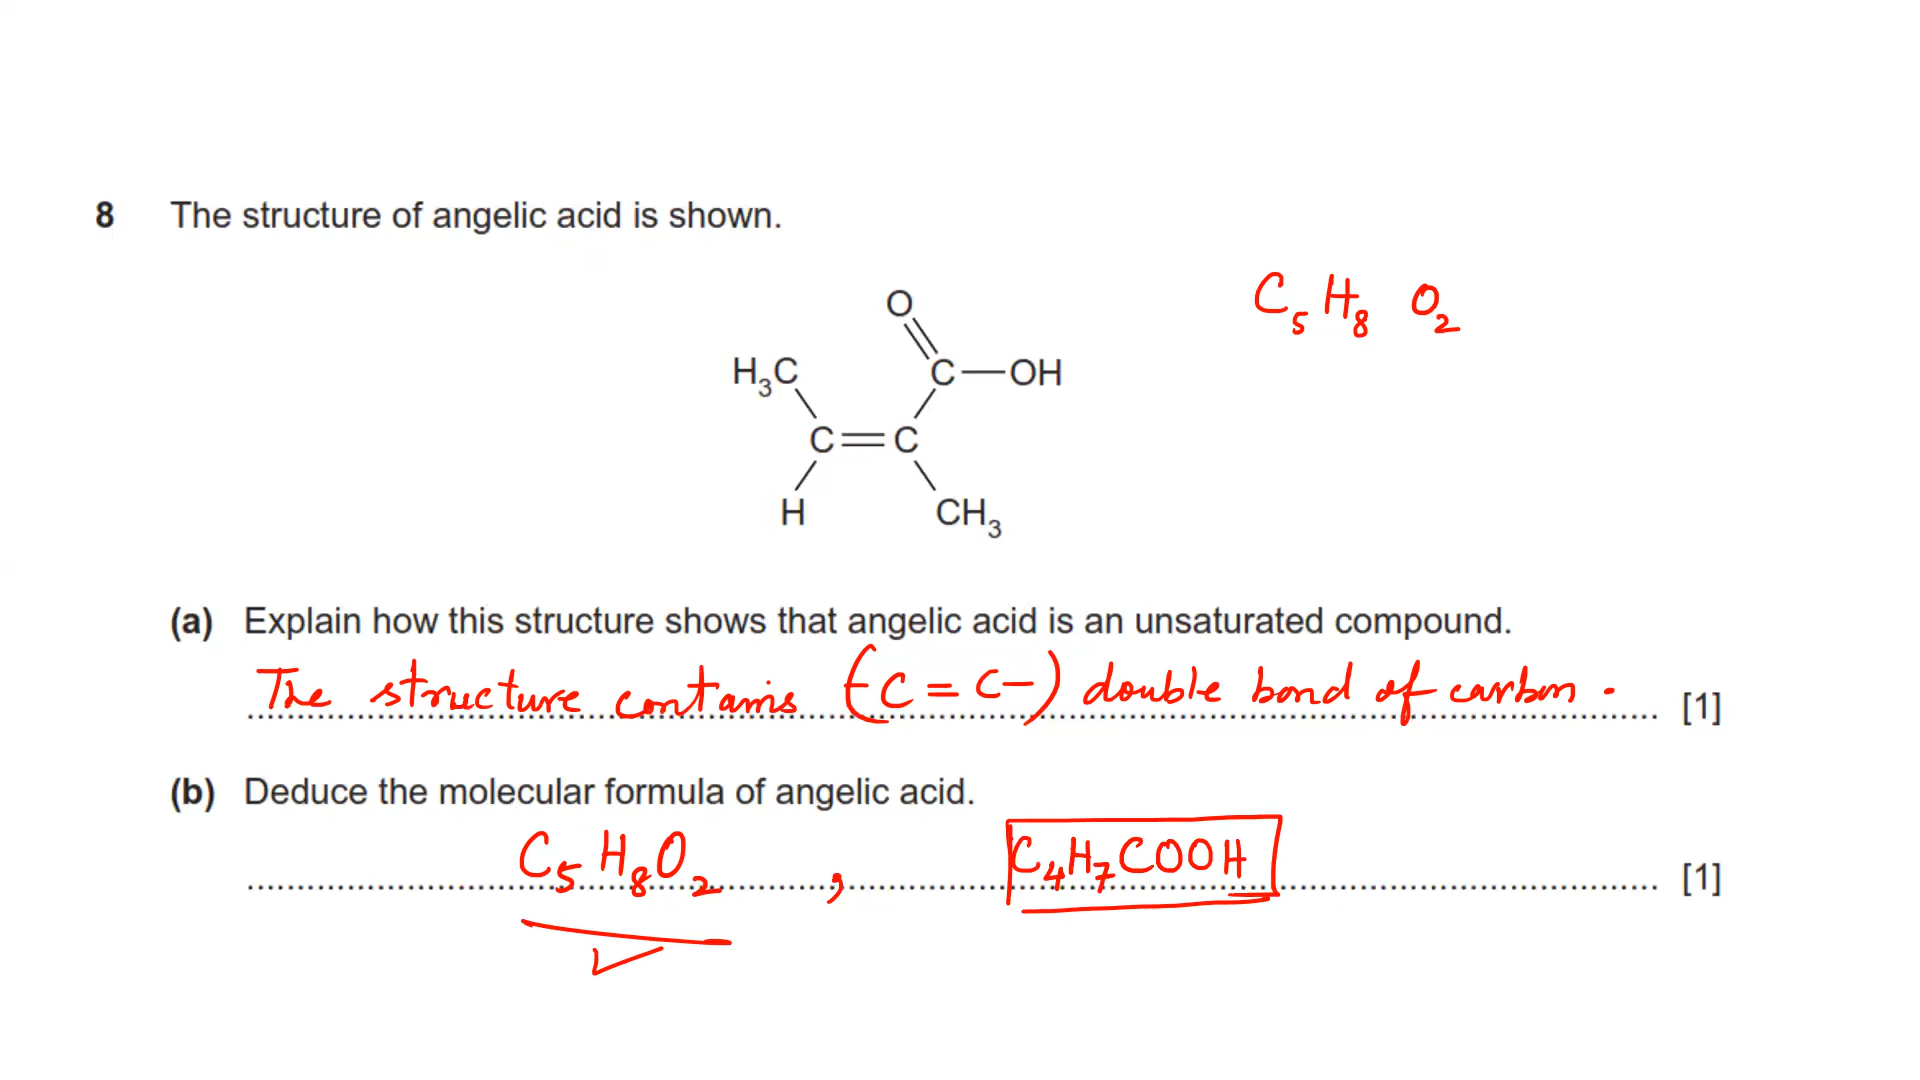 8 The structure of angelic acid is shown.
C₅H₈O₂
O
H₃C C—OH
C=C
H CH₃
(a) Explain how this structure shows that angelic acid is an unsaturated compound.
The structure contains (-C=C-) double bond of carbon. [1]
(b) Deduce the molecular formula of angelic acid.
C₅H₈O₂ , C₄H₇COOH [1]